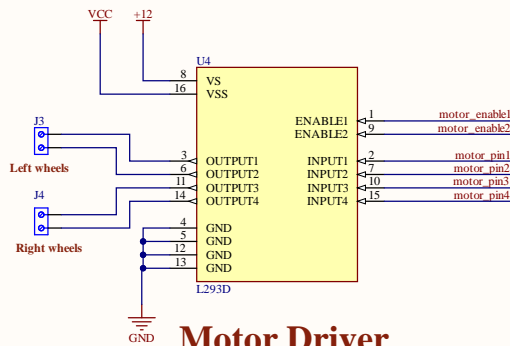 VCC +12
U4
8 VS
16 VSS
ENABLE1 1 motor_enable1
ENABLE2 9 motor_enable2
J3
Left wheels
3 OUTPUT1 INPUT1 2 motor_pin1
6 OUTPUT2 INPUT2 7 motor_pin2
11 OUTPUT3 INPUT3 10 motor_pin3
14 OUTPUT4 INPUT4 15 motor_pin4
J4
Right wheels
4 GND
5 GND
12 GND
13 GND
L293D
GND
Motor Driver